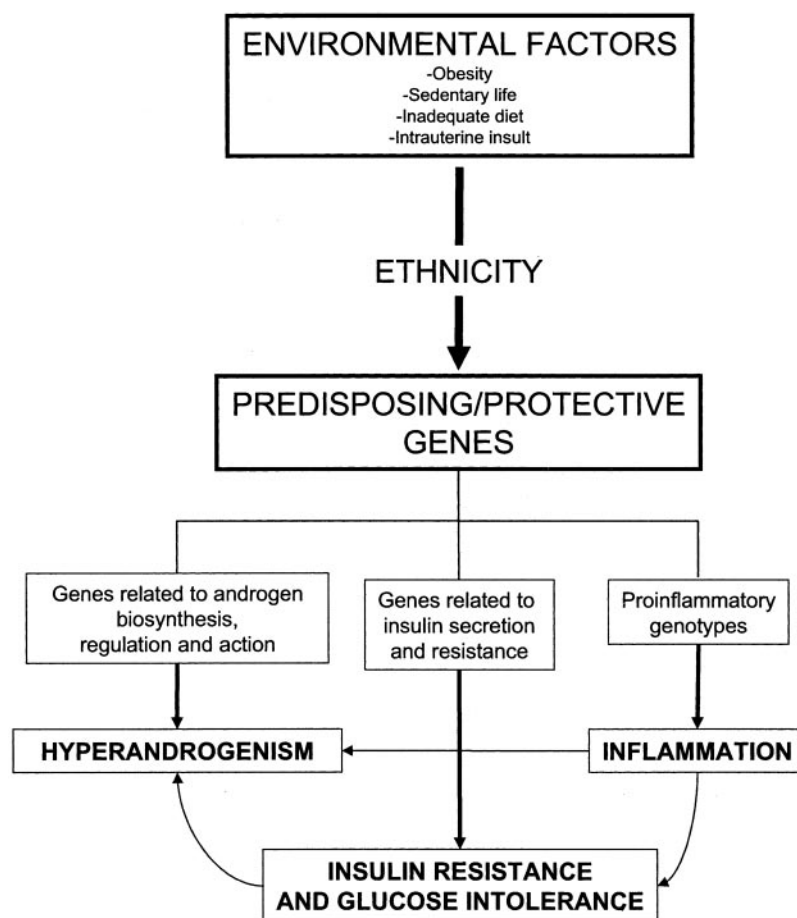 ENVIRONMENTAL FACTORS
-Obesity
-Sedentary life
-Inadequate diet
-Intrauterine insult
ETHNICITY
PREDISPOSING/PROTECTIVE
GENES
Genes related to androgen
biosynthesis,
regulation and action
Genes related to
insulin secretion
and resistance
Proinflammatory
genotypes
HYPERANDROGENISM
INFLAMMATION
INSULIN RESISTANCE
AND GLUCOSE INTOLERANCE